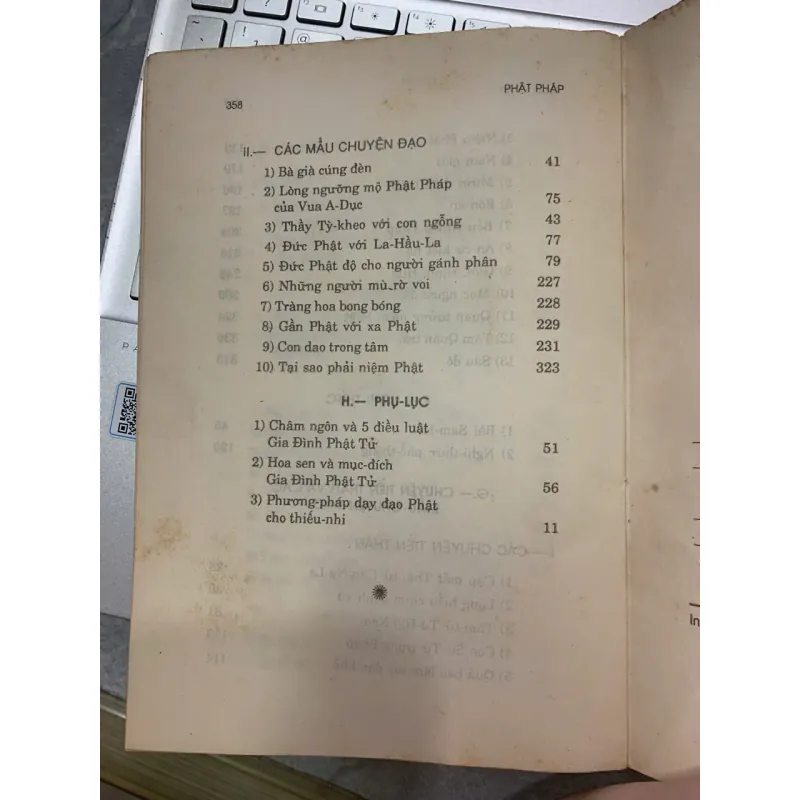 358
PHẬT PHÁP
II.— CÁC MẨU CHUYỆN ĐẠO
1) Bà già cúng đèn 41
2) Lòng ngưỡng mộ Phật Pháp
của Vua A-Dục 75
3) Thầy Tỳ-kheo với con ngỗng 43
4) Đức Phật với La-Hầu-La 77
5) Đức Phật độ cho người gánh phân 79
6) Những người mù rờ voi 227
7) Tràng hoa bong bóng 228
8) Gần Phật với xa Phật 229
9) Con dao trong tâm 231
10) Tại sao phải niệm Phật 323
H.— PHỤ-LỤC
1) Châm ngôn và 5 điều luật
Gia Đình Phật Tử 51
2) Hoa sen và mục-đích
Gia Đình Phật Tử 56
3) Phương-pháp dạy đạo Phật
cho thiếu-nhi 11
In